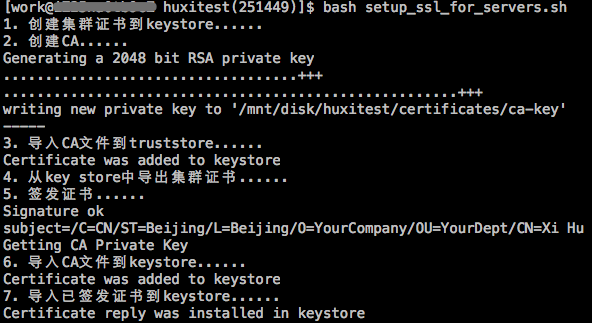 [work@ huxitest(251449)]$ bash setup_ssl_for_servers.sh
1. 创建集群证书到keystore......
2. 创建CA......
Generating a 2048 bit RSA private key
..................................+++
.....................................................+++
writing new private key to '/mnt/disk/huxitest/certificates/ca-key'
-----
3. 导入CA文件到truststore......
Certificate was added to keystore
4. 从key store中导出集群证书......
5. 签发证书......
Signature ok
subject=/C=CN/ST=Beijing/L=Beijing/O=YourCompany/OU=YourDept/CN=Xi Hu
Getting CA Private Key
6. 导入CA文件到keystore......
Certificate was added to keystore
7. 导入已签发证书到keystore......
Certificate reply was installed in keystore